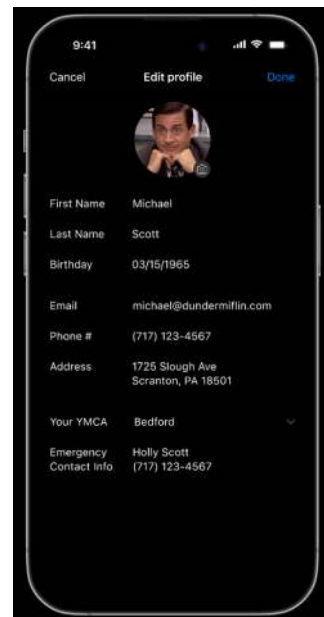 9:41
Cancel Edit profile Done
First Name Michael
Last Name Scott
Birthday 03/15/1965
Email michael@dundermiflin.com
Phone # (717) 123-4567
Address 1725 Slough Ave
Scranton, PA 18501
Your YMCA Bedford
Emergency Holly Scott
Contact Info (717) 123-4567